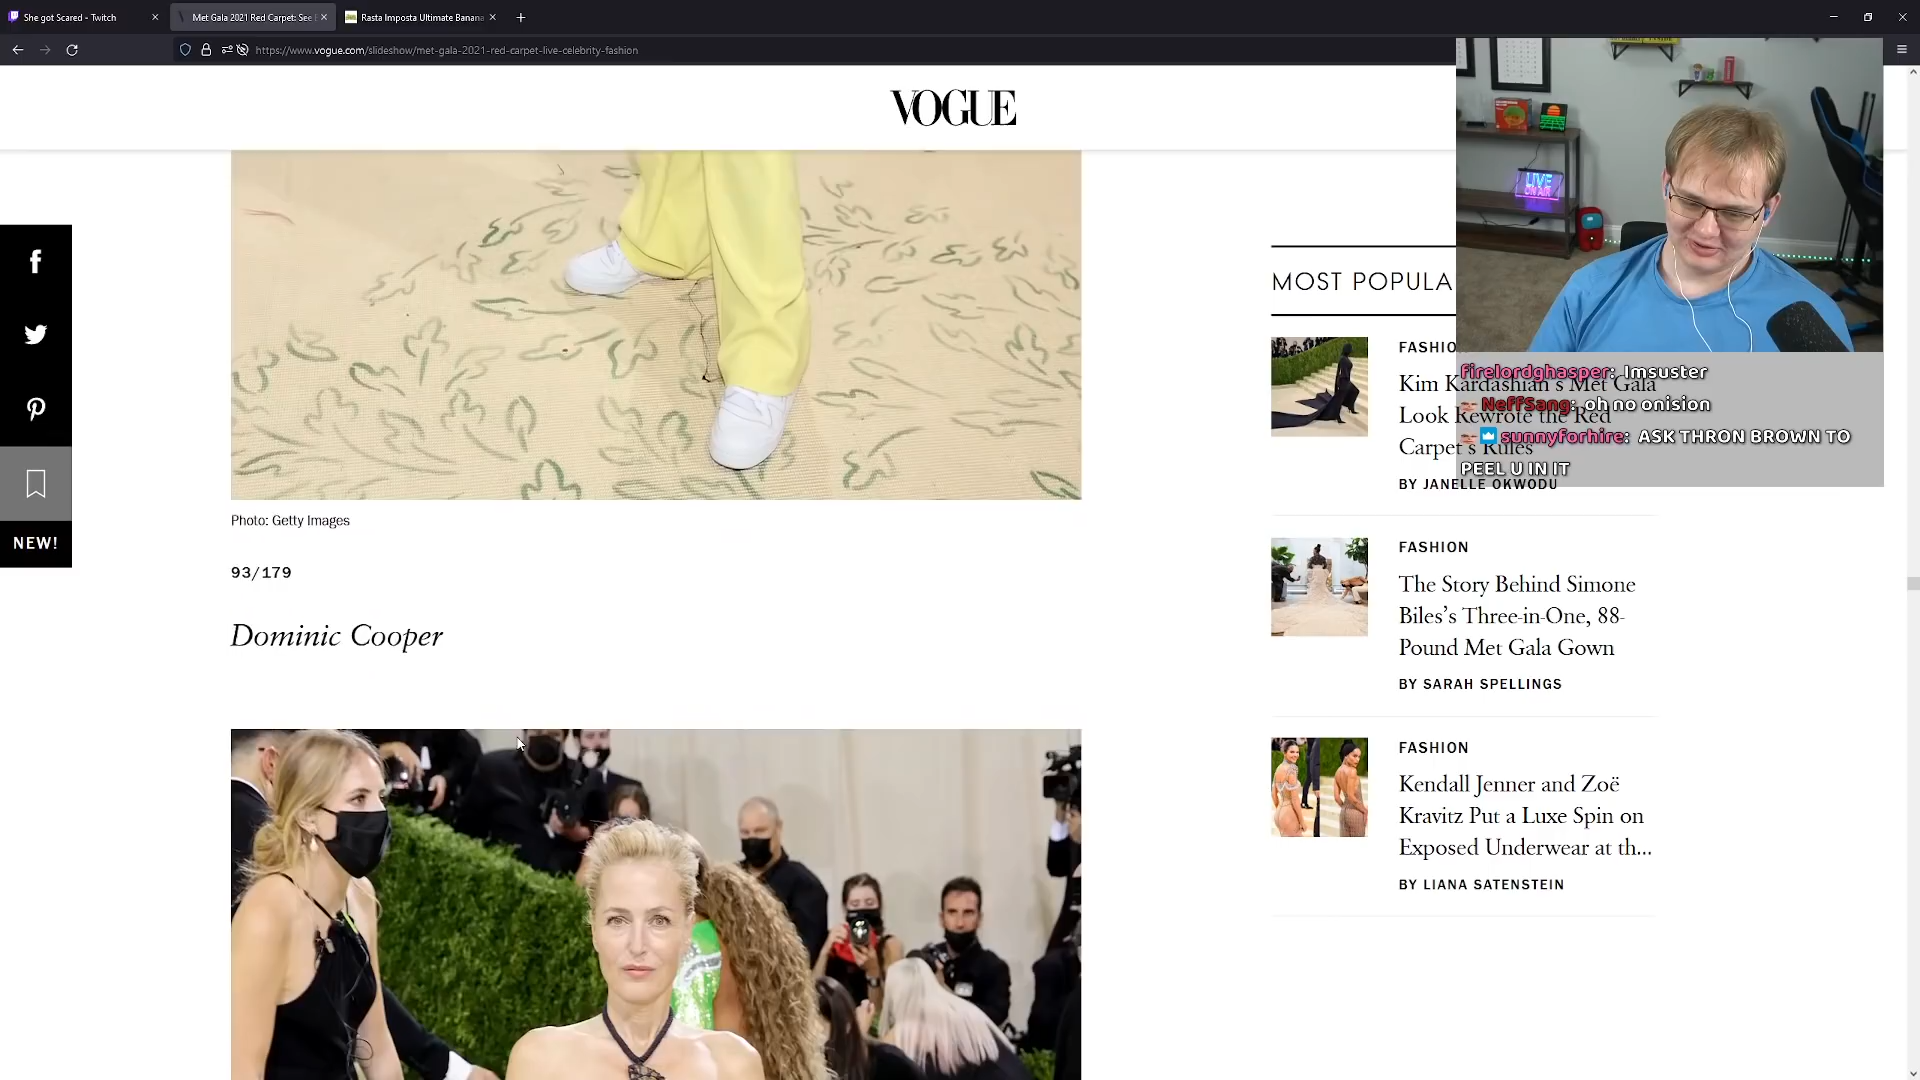 She got Scared - Twitch
Met Gala 2021 Red Carpet: See E
Rasta Imposta Ultimate Banana
https://www.vogue.com/slideshow/met-gala-2021-red-carpet-live-celebrity-fashion
VOGUE
LIVE
ON AIR
NEW!
Photo: Getty Images
93/179
Dominic Cooper
MOST POPULA
FASHIO
Kim Kardashian's Met Gala
Look Rewrote the Red
Carpet's Rules
BY JANELLE OKWODU
firelordghasper: Imsuster
NeffSang: oh no onision
sunnyforhire: ASK THRON BROWN TO
PEEL U IN IT
FASHION
The Story Behind Simone
Biles's Three-in-One, 88-
Pound Met Gala Gown
BY SARAH SPELLINGS
FASHION
Kendall Jenner and Zoë
Kravitz Put a Luxe Spin on
Exposed Underwear at th...
BY LIANA SATENSTEIN